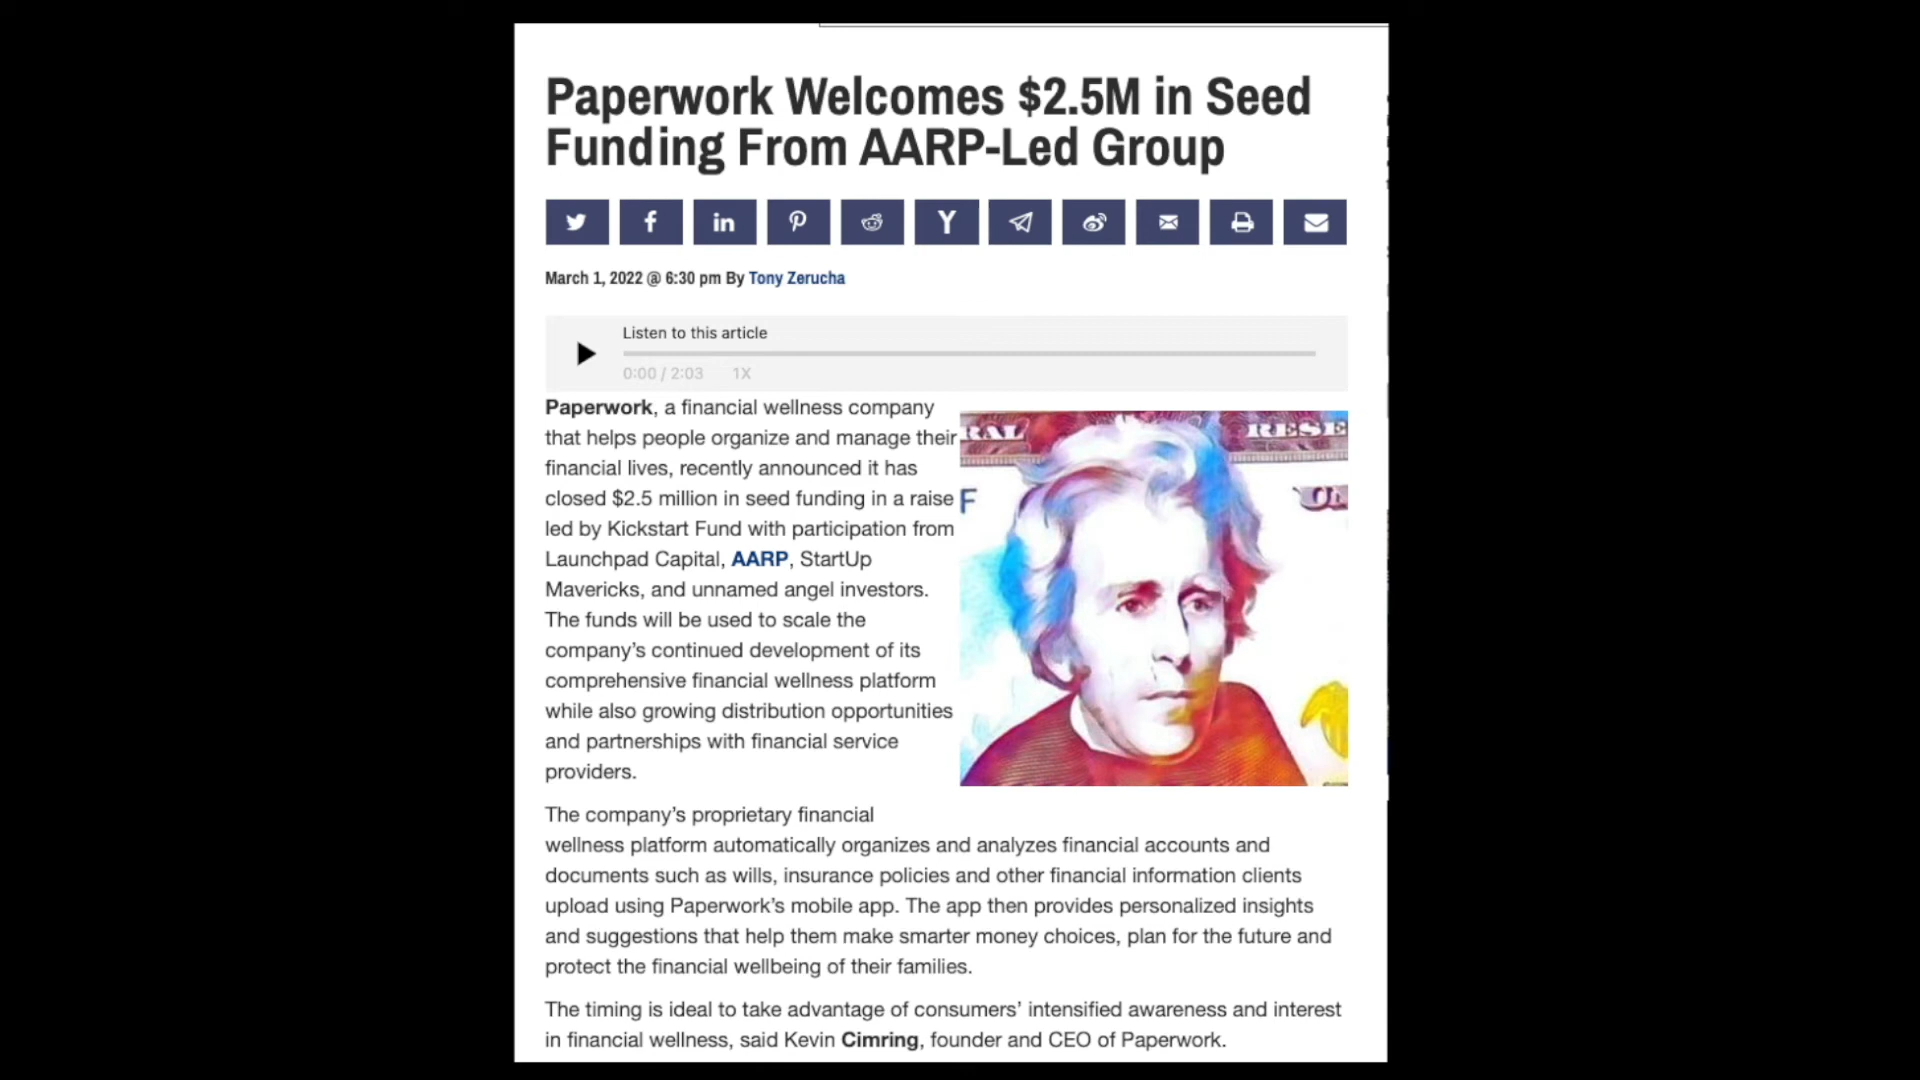 Paperwork Welcomes $2.5M in Seed
Funding From AARP-Led Group
March 1, 2022 @ 6:30 pm By Tony Zerucha
Listen to this article
0:00 / 2:03 1X
Paperwork, a financial wellness company
that helps people organize and manage their
financial lives, recently announced it has
closed $2.5 million in seed funding in a raise
led by Kickstart Fund with participation from
Launchpad Capital, AARP, StartUp
Mavericks, and unnamed angel investors.
The funds will be used to scale the
company’s continued development of its
comprehensive financial wellness platform
while also growing distribution opportunities
and partnerships with financial service
providers.
RAL RESE
F
The company’s proprietary financial
wellness platform automatically organizes and analyzes financial accounts and
documents such as wills, insurance policies and other financial information clients
upload using Paperwork’s mobile app. The app then provides personalized insights
and suggestions that help them make smarter money choices, plan for the future and
protect the financial wellbeing of their families.
The timing is ideal to take advantage of consumers’ intensified awareness and interest
in financial wellness, said Kevin Cimring, founder and CEO of Paperwork.